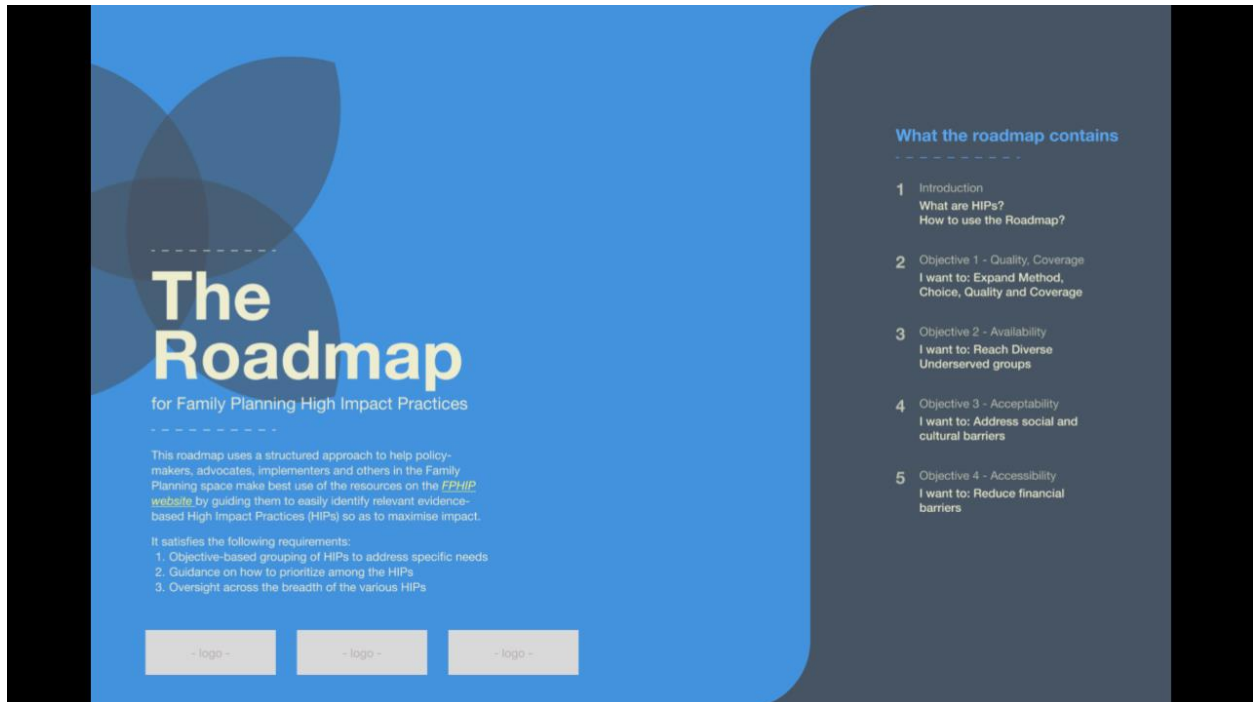 The
Roadmap
for Family Planning High Impact Practices
This roadmap uses a structured approach to help policy-
makers, advocates, implementers and others in the Family
Planning space make best use of the resources on the FPHIP
website by guiding them to easily identify relevant evidence-
based High Impact Practices (HIPs) so as to maximise impact.
It satisfies the following requirements:
1. Objective-based grouping of HIPs to address specific needs
2. Guidance on how to prioritize among the HIPs
3. Oversight across the breadth of the various HIPs
- logo -
- logo -
- logo -
What the roadmap contains
1 Introduction
What are HIPs?
How to use the Roadmap?
2 Objective 1 - Quality, Coverage
I want to: Expand Method,
Choice, Quality and Coverage
3 Objective 2 - Availability
I want to: Reach Diverse
Underserved groups
4 Objective 3 - Acceptability
I want to: Address social and
cultural barriers
5 Objective 4 - Accessibility
I want to: Reduce financial
barriers